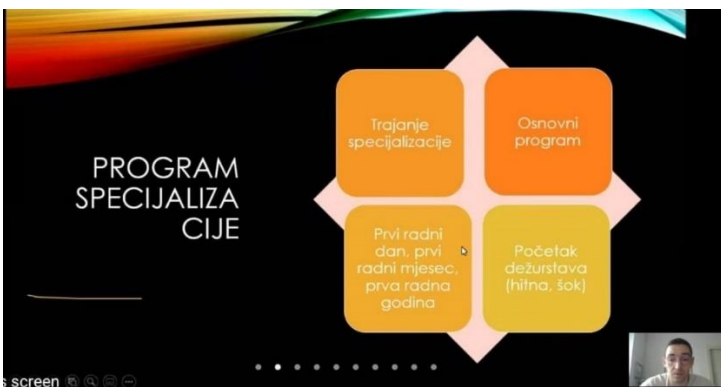 PROGRAM
SPECIJALIZA
CIJE
Trajanje
specijalizacije
Osnovni
program
Prvi radni
dan, prvi
radni mjesec,
prva radna
godina
Početak
dežurstava
(hitna, šok)
s screen